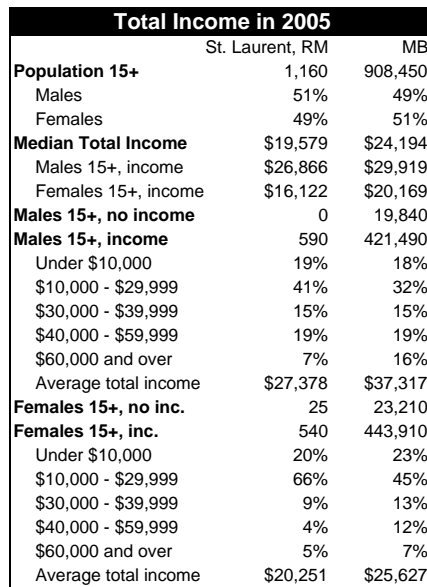 Total Income in 2005
St. Laurent, RM MB
Population 15+ 1,160 908,450
Males 51% 49%
Females 49% 51%
Median Total Income $19,579 $24,194
Males 15+, income $26,866 $29,919
Females 15+, income $16,122 $20,169
Males 15+, no income 0 19,840
Males 15+, income 590 421,490
Under $10,000 19% 18%
$10,000 - $29,999 41% 32%
$30,000 - $39,999 15% 15%
$40,000 - $59,999 19% 19%
$60,000 and over 7% 16%
Average total income $27,378 $37,317
Females 15+, no inc. 25 23,210
Females 15+, inc. 540 443,910
Under $10,000 20% 23%
$10,000 - $29,999 66% 45%
$30,000 - $39,999 9% 13%
$40,000 - $59,999 4% 12%
$60,000 and over 5% 7%
Average total income $20,251 $25,627